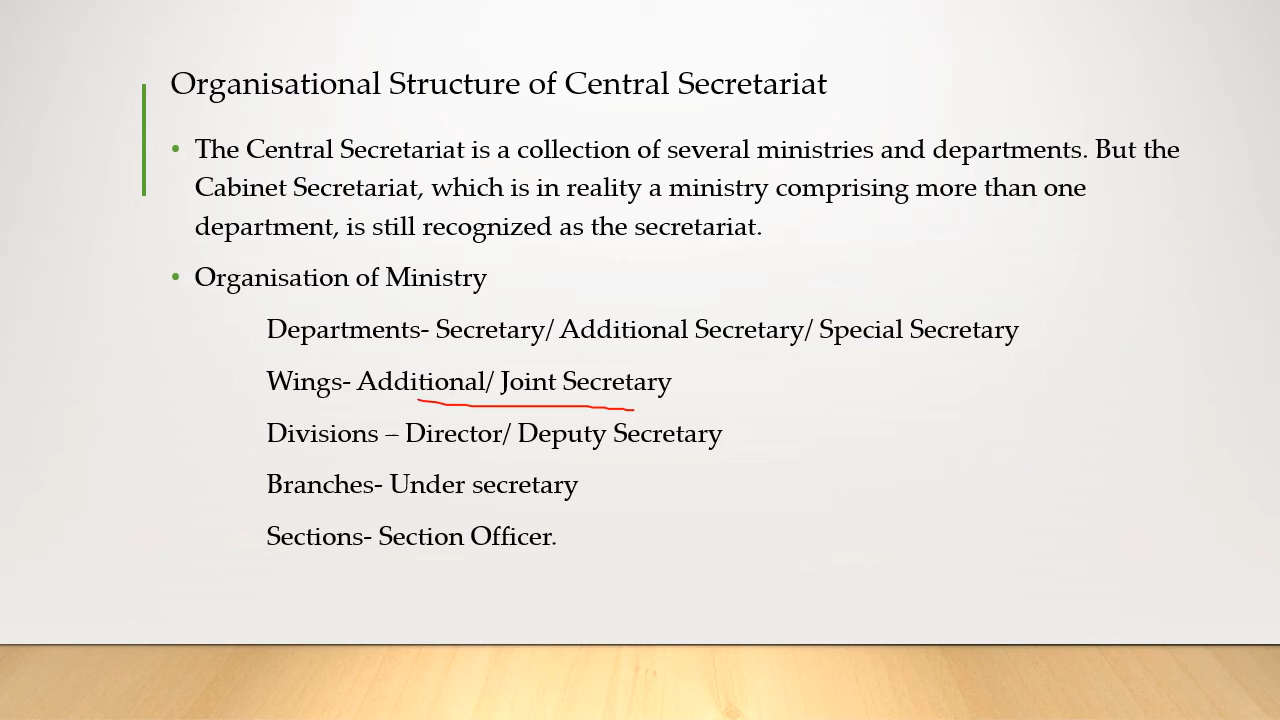 Organisational Structure of Central Secretariat
• The Central Secretariat is a collection of several ministries and departments. But the
Cabinet Secretariat, which is in reality a ministry comprising more than one
department, is still recognized as the secretariat.
• Organisation of Ministry
Departments- Secretary/ Additional Secretary/ Special Secretary
Wings- Additional/ Joint Secretary
Divisions – Director/ Deputy Secretary
Branches- Under secretary
Sections- Section Officer.